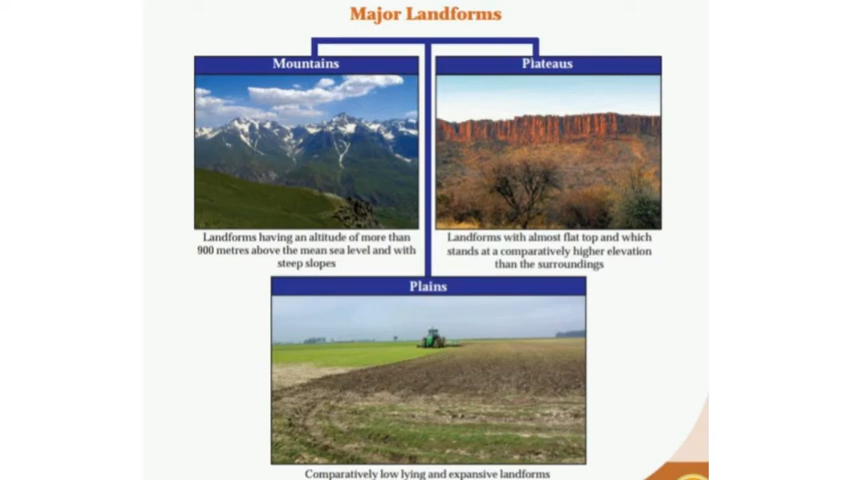 Major Landforms
Mountains
Plateaus
Landforms having an altitude of more than
900 metres above the mean sea level and with
steep slopes
Landforms with almost flat top and which
stands at a comparatively higher elevation
than the surroundings
Plains
Comparatively low lying and expansive landforms